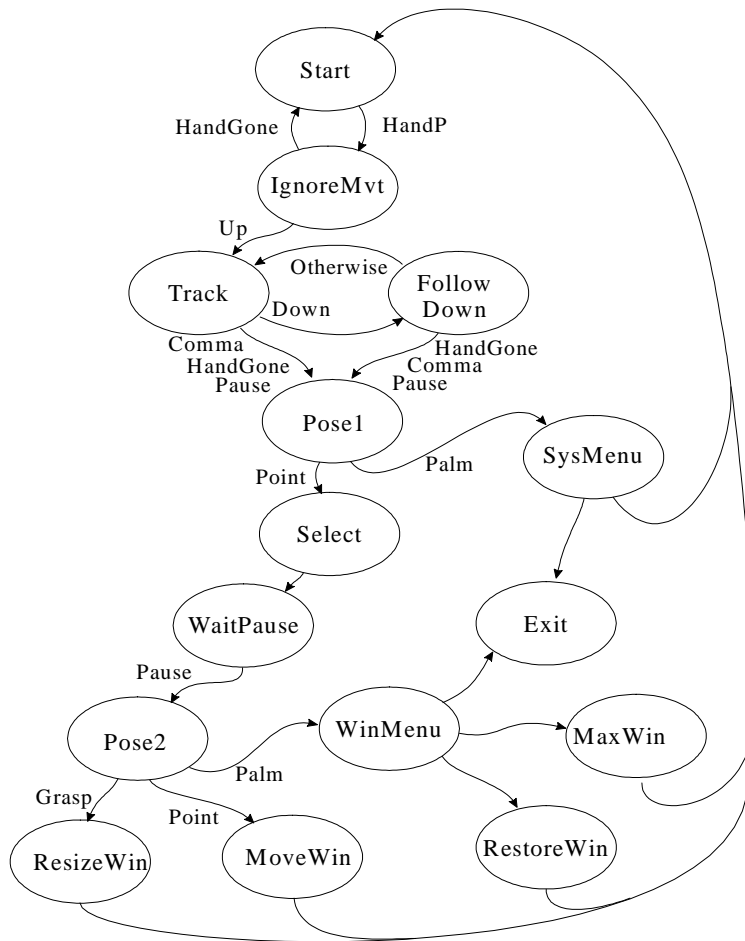 Start
HandGone
HandP
IgnoreMvt
Up
Otherwise
Track
Follow
Down
Down
Comma
HandGone
Pause
HandGone
Comma
Pause
Pose1
SysMenu
Point
Palm
Select
WaitPause
Exit
Pause
Pose2
WinMenu
MaxWin
Palm
Grasp
Point
ResizeWin
MoveWin
RestoreWin